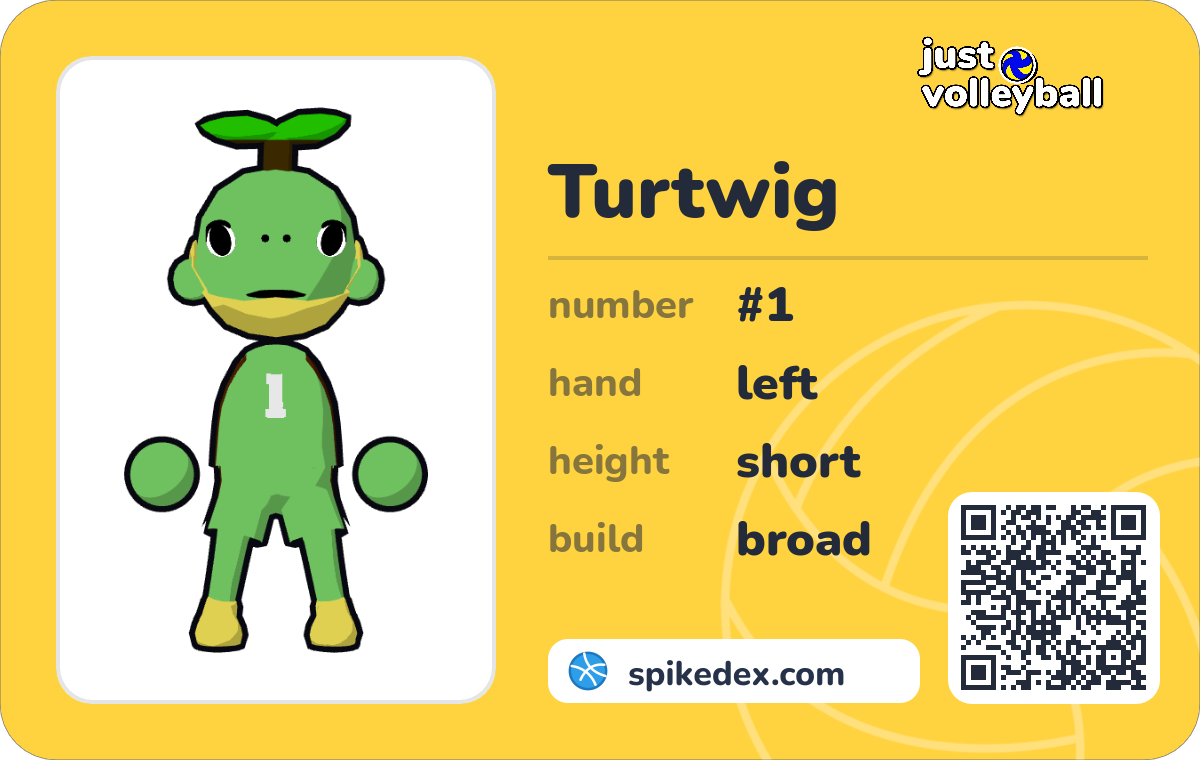 just
volleyball
Turtwig
number #1
hand left
height short
build broad
1
spikedex.com